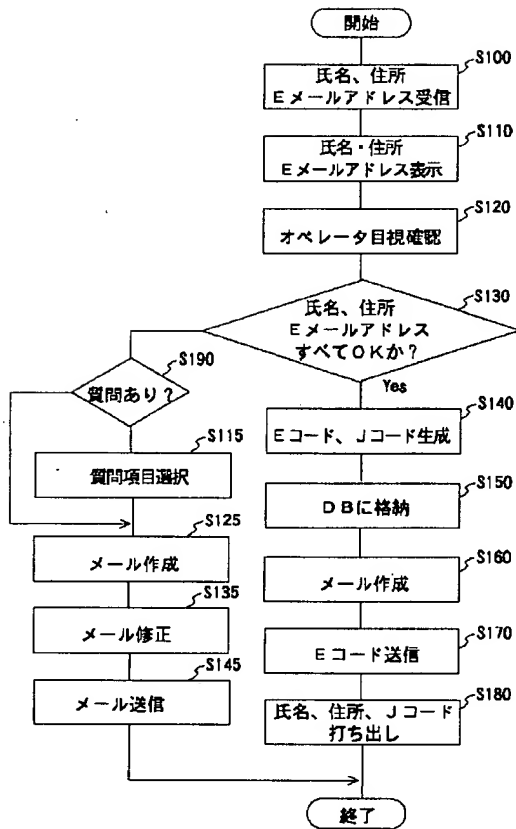 開始
S100
氏名、住所
Eメールアドレス受信
S110
氏名・住所
Eメールアドレス表示
S120
オペレータ目視確認
S130
氏名、住所
Eメールアドレス
すべてOKか？
S190
質問あり？
Yes
S140
Eコード、Jコード生成
S115
質問項目選択
S150
DBに格納
S125
メール作成
S160
メール作成
S135
メール修正
S170
Eコード送信
S145
メール送信
S180
氏名、住所、Jコード
打ち出し
終了